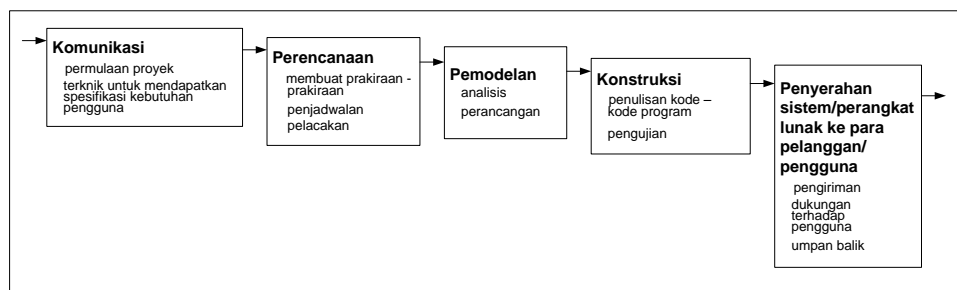 Komunikasi
permulaan proyek
terknik untuk mendapatkan
spesifikasi kebutuhan
pengguna
Perencanaan
membuat prakiraan -
prakiraan
penjadwalan
pelacakan
Pemodelan
analisis
perancangan
Konstruksi
penulisan kode –
kode program
pengujian
Penyerahan
sistem/perangkat
lunak ke para
pelanggan/
pengguna
pengiriman
dukungan
terhadap
pengguna
umpan balik